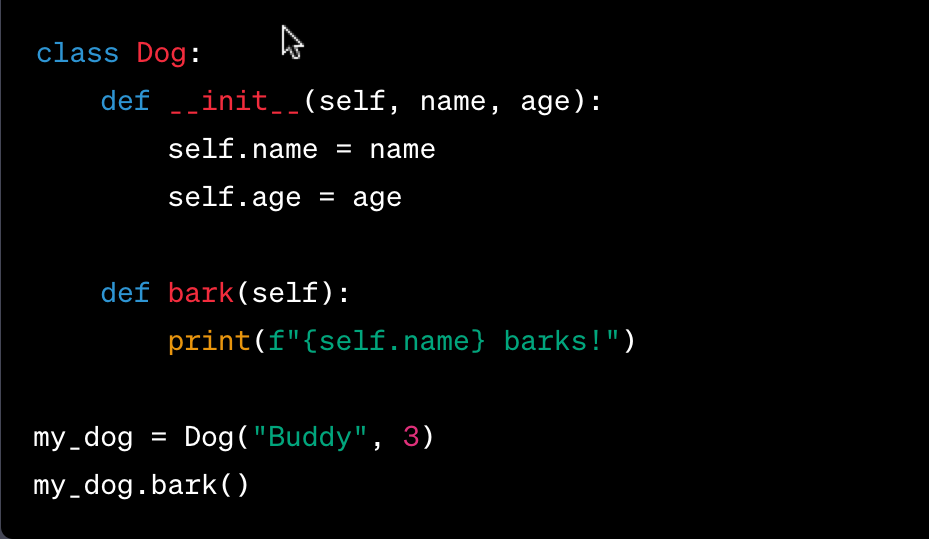 class Dog:
    def __init__(self, name, age):
        self.name = name
        self.age = age
    def bark(self):
        print(f"{self.name} barks!")
my_dog = Dog("Buddy", 3)
my_dog.bark()